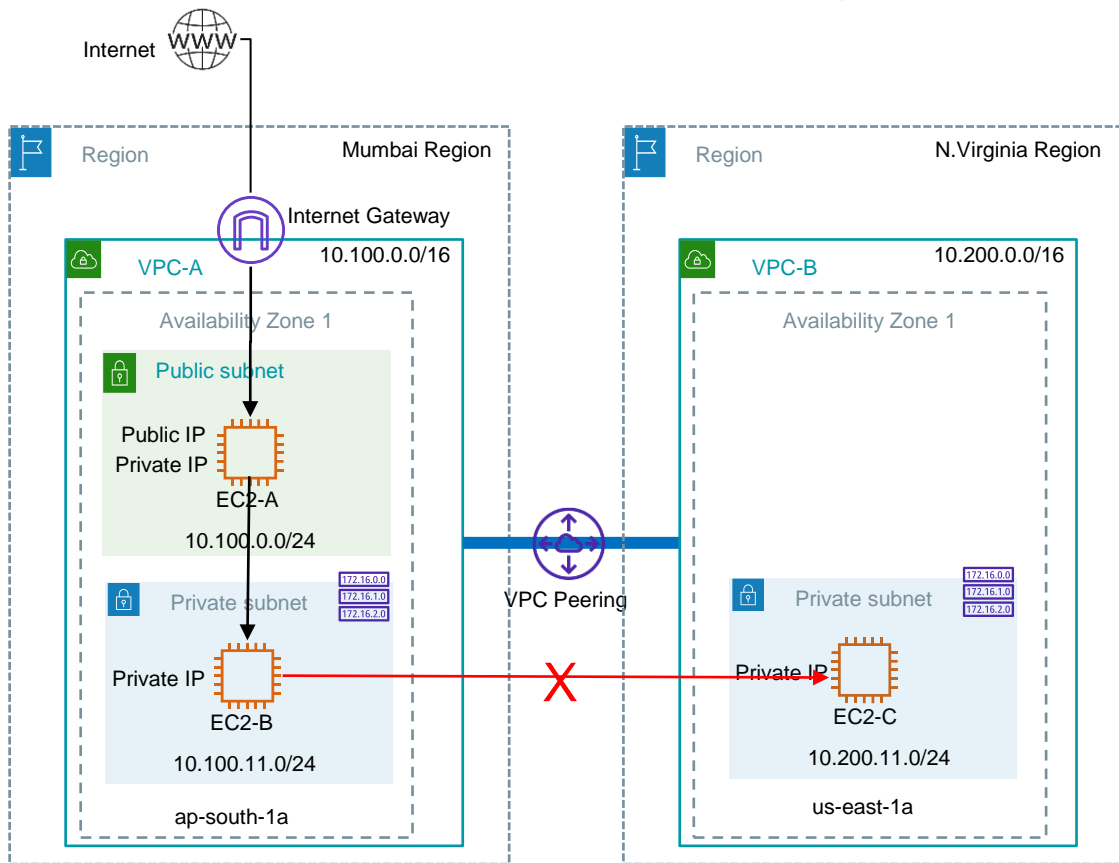 Internet
WWW
Region
Mumbai Region
Internet Gateway
VPC-A
10.100.0.0/16
Availability Zone 1
Public subnet
Public IP
Private IP
EC2-A
10.100.0.0/24
Private subnet
172.16.0.0
172.16.1.0
172.16.2.0
Private IP
EC2-B
10.100.11.0/24
ap-south-1a
VPC Peering
X
Region
N.Virginia Region
VPC-B
10.200.0.0/16
Availability Zone 1
Private subnet
172.16.0.0
172.16.1.0
172.16.2.0
Private IP
EC2-C
10.200.11.0/24
us-east-1a